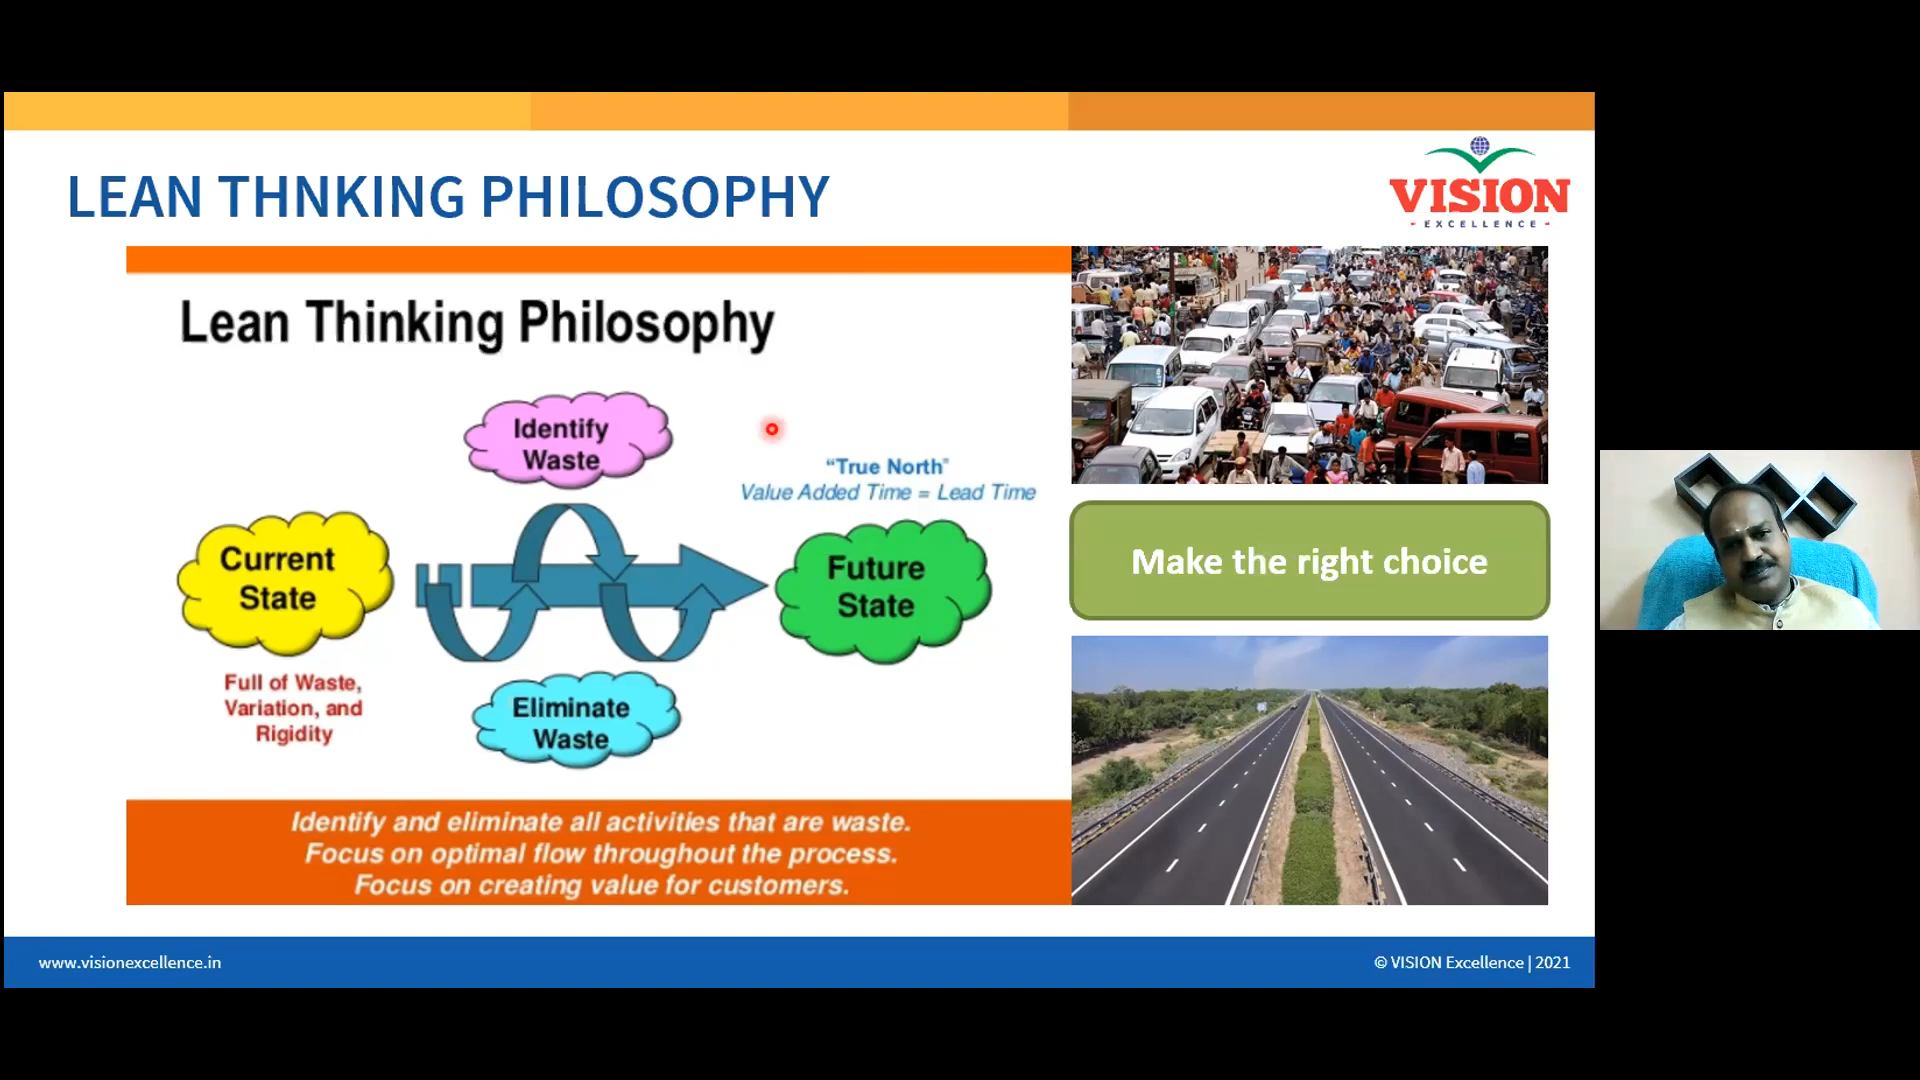 LEAN THNKING PHILOSOPHY
VISION
- EXCELLENCE -
Lean Thinking Philosophy
Identify
Waste
"True North"
Value Added Time = Lead Time
Current
State
Future
State
Full of Waste,
Variation, and
Rigidity
Eliminate
Waste
Make the right choice
Identify and eliminate all activities that are waste.
Focus on optimal flow throughout the process.
Focus on creating value for customers.
www.visionexcellence.in
© VISION Excellence | 2021